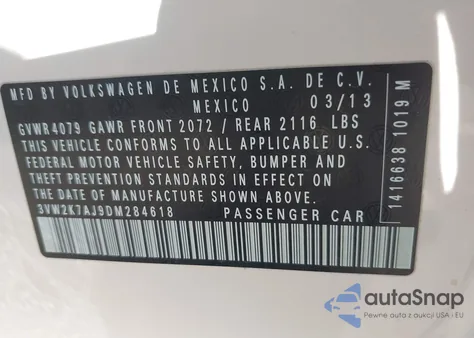 MFD BY VOLKSWAGEN DE MEXICO S.A. DE C.V.
MEXICO 03/13
GVWR4079 GAWR FRONT 2072 / REAR 2116 LBS
THIS VEHICLE CONFORMS TO ALL APPLICABLE U.S.
FEDERAL MOTOR VEHICLE SAFETY, BUMPER AND
THEFT PREVENTION STANDARDS IN EFFECT ON
THE DATE OF MANUFACTURE SHOWN ABOVE.
3VW2K7AJ9DM284618 PASSENGER CAR
1416638 1019 M
autoSnap
Pewne auta z aukcji USA i EU